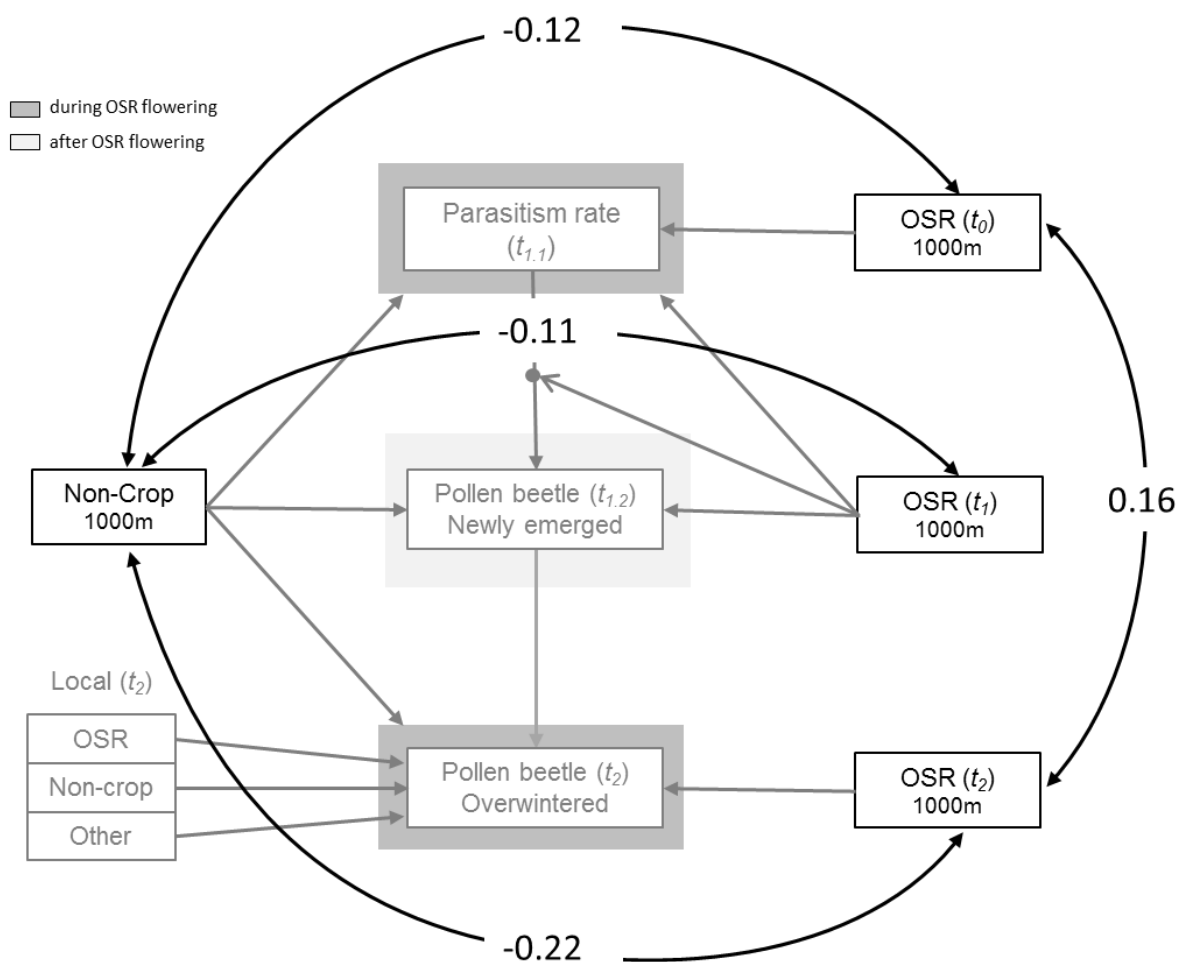 -0.12
during OSR flowering
after OSR flowering
Parasitism rate
(t1.1)
OSR (t0)
1000m
-0.11
Non-Crop
1000m
Pollen beetle (t1.2)
Newly emerged
OSR (t1)
1000m
0.16
Local (t2)
OSR
Non-crop
Other
Pollen beetle (t2)
Overwintered
OSR (t2)
1000m
-0.22